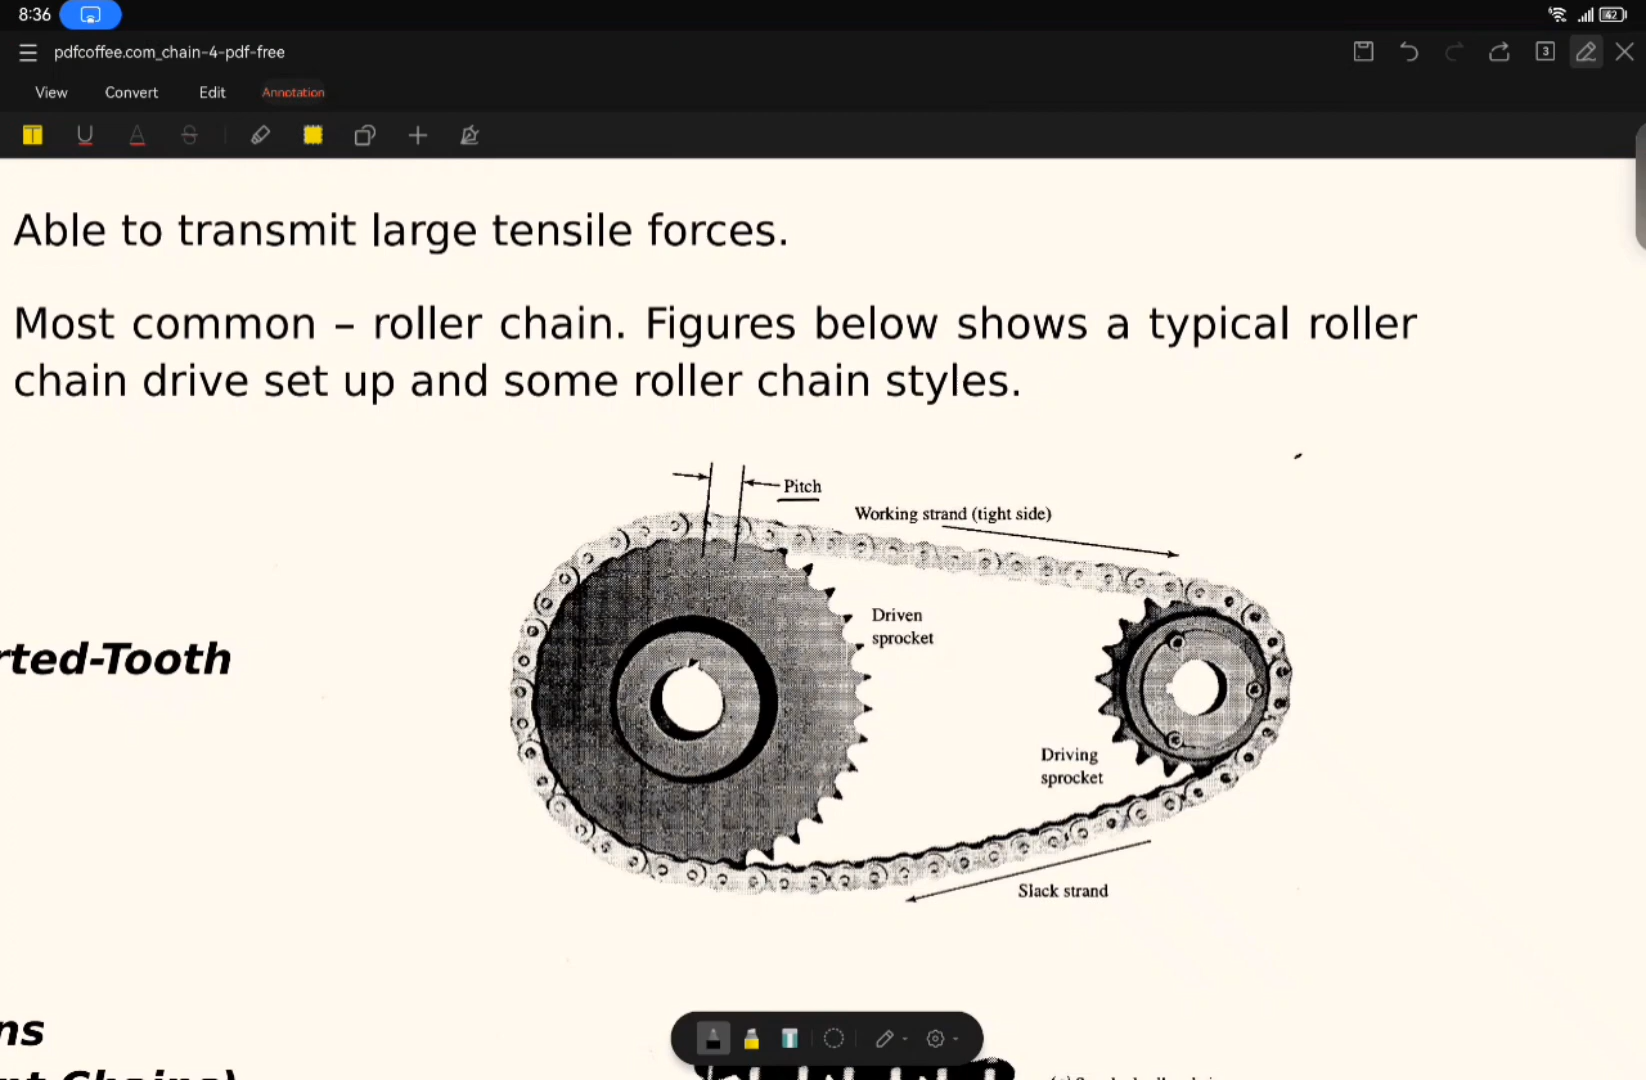 8:36
42
pdfcoffee.com_chain-4-pdf-free
3
View Convert Edit Annotation
T U A S
Able to transmit large tensile forces.
Most common – roller chain. Figures below shows a typical roller
chain drive set up and some roller chain styles.
Pitch
Working strand (tight side)
Driven
sprocket
rted-Tooth
Driving
sprocket
Slack strand
ns